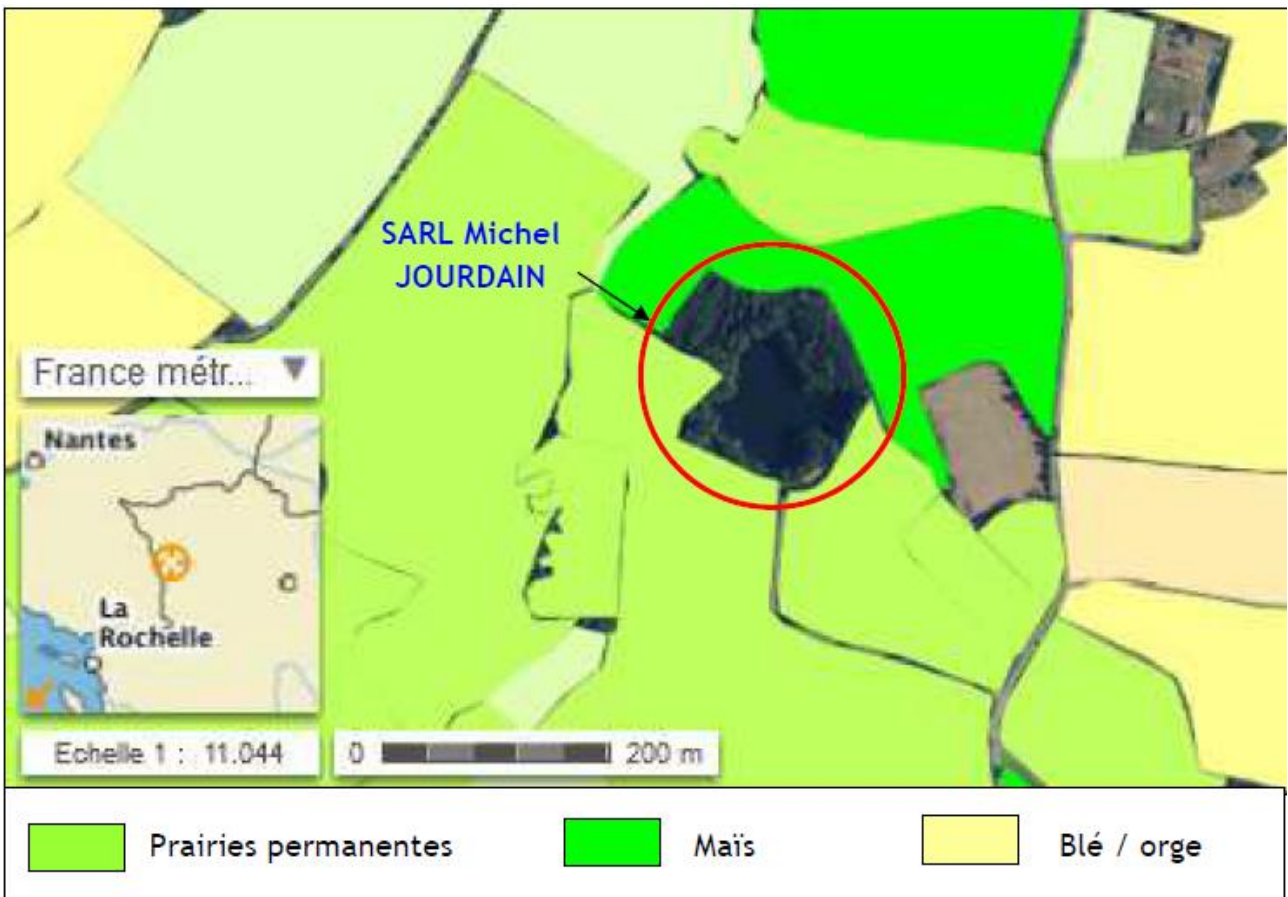 SARL Michel
JOURDAIN
France métr...
Nantes
La
Rochelle
Echelle 1 : 11.044
0 200 m
Prairies permanentes
Maïs
Blé / orge